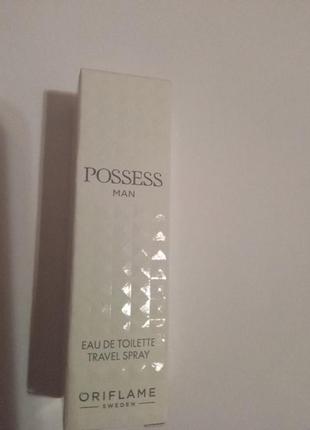 POSSESS
MAN
EAU DE TOILETTE
TRAVEL SPRAY
ORIFLAME
SWEDEN